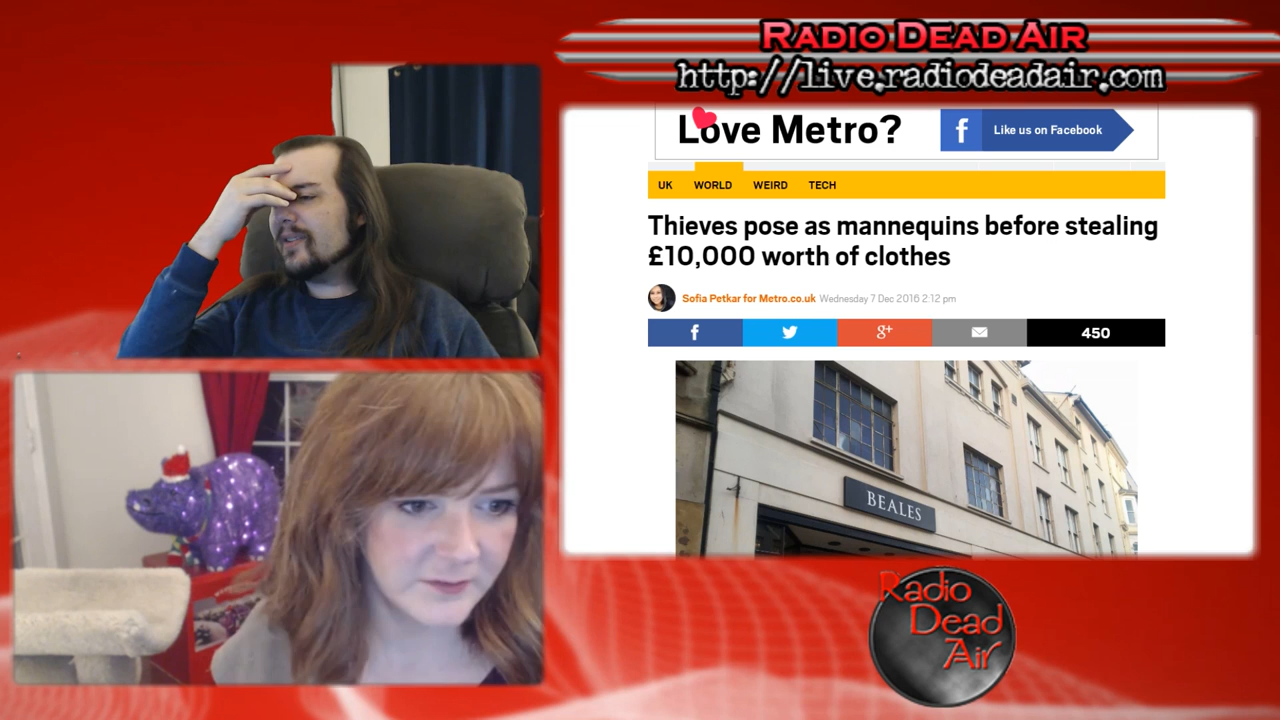 RADIO DEAD AIR
http://live.radiodeadair.com
Love Metro?
f Like us on Facebook
UK WORLD WEIRD TECH
Thieves pose as mannequins before stealing
£10,000 worth of clothes
Sofia Petkar for Metro.co.uk Wednesday 7 Dec 2016 2:12 pm
f g+ 450
BEALES
Radio
Dead
Air